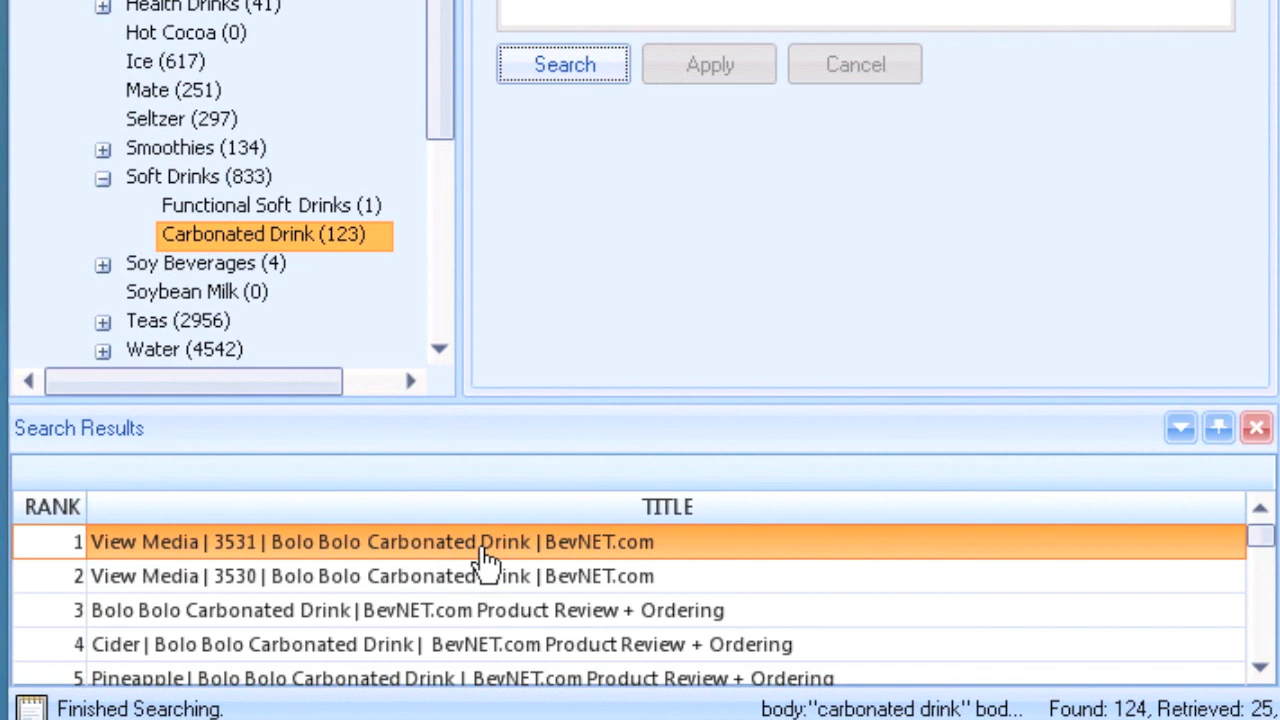 Health Drinks (41)
Hot Cocoa (0)
Ice (617)
Mate (251)
Seltzer (297)
Smoothies (134)
Soft Drinks (833)
Functional Soft Drinks (1)
Carbonated Drink (123)
Soy Beverages (4)
Soybean Milk (0)
Teas (2956)
Water (4542)
Search Apply Cancel
Search Results
RANK TITLE
1 View Media | 3531 | Bolo Bolo Carbonated Drink | BevNET.com
2 View Media | 3530 | Bolo Bolo Carbonated Drink | BevNET.com
3 Bolo Bolo Carbonated Drink | BevNET.com Product Review + Ordering
4 Cider | Bolo Bolo Carbonated Drink | BevNET.com Product Review + Ordering
5 Pineapple | Bolo Bolo Carbonated Drink | BevNET.com Product Review + Ordering
Finished Searching. body:"carbonated drink" bod... Found: 124, Retrieved: 25,